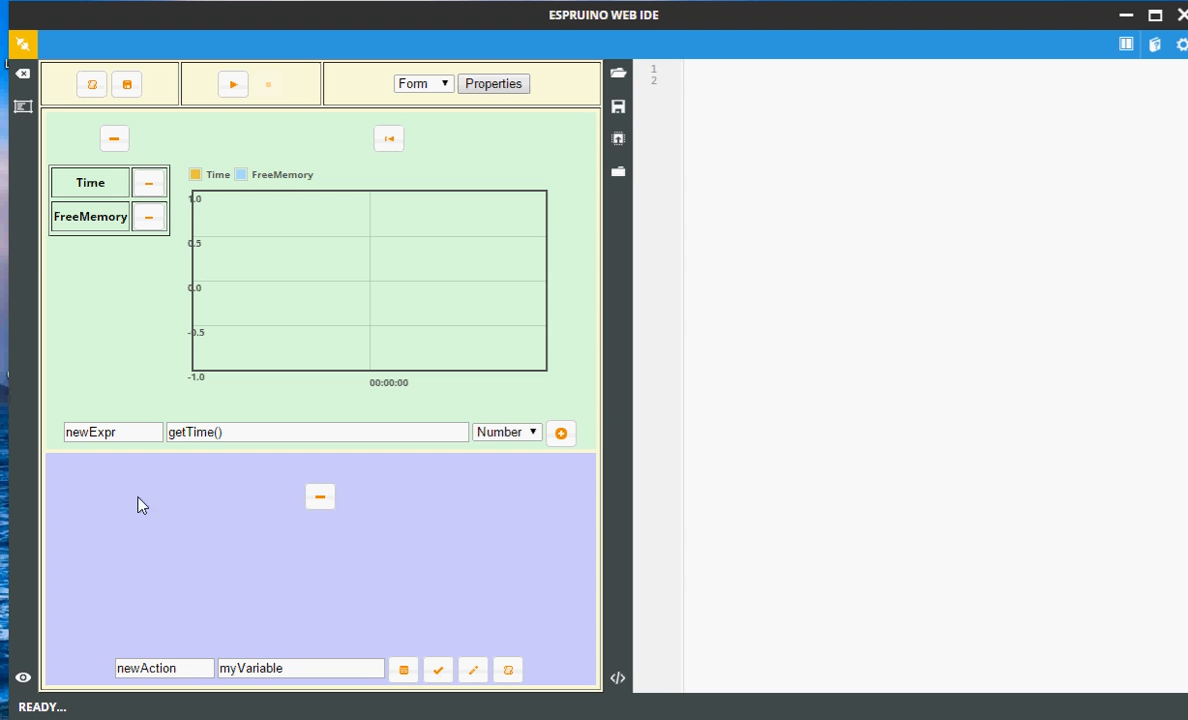 ESPRUINO WEB IDE
Form Properties
Time
FreeMemory
Time FreeMemory
1.0
0.5
0.0
-0.5
-1.0
00:00:00
newExpr getTime() Number
newAction myVariable
1
2
READY...